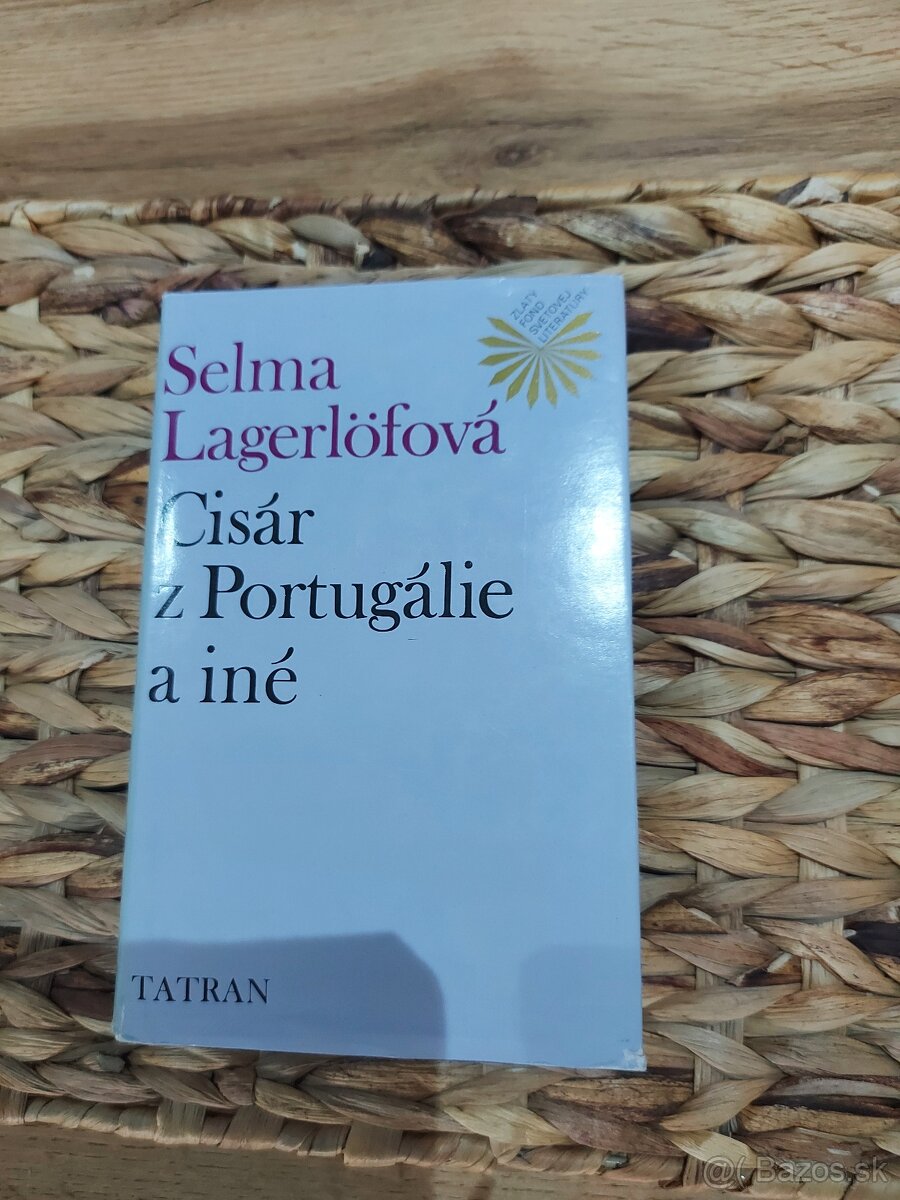 ZLATÝ
FOND
SVETOVEJ
LITERATÚRY
Selma
Lagerlöfová
Cisár
z Portugálie
a iné
TATRAN
@( Bazos.sk